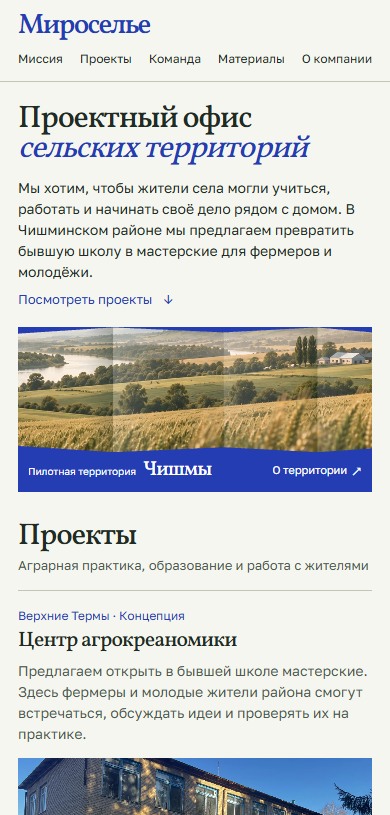 Мироселье
Миссия Проекты Команда Материалы О компании
Проектный офис
сельских территорий
Мы хотим, чтобы жители села могли учиться,
работать и начинать своё дело рядом с домом. В
Чишминском районе мы предлагаем превратить
бывшую школу в мастерские для фермеров и
молодёжи.
Посмотреть проекты ↓
Пилотная территория Чишмы О территории ↗
Проекты
Аграрная практика, образование и работа с жителями
Верхние Термы · Концепция
Центр агрокреаномики
Предлагаем открыть в бывшей школе мастерские.
Здесь фермеры и молодые жители района смогут
встречаться, обсуждать идеи и проверять их на
практике.